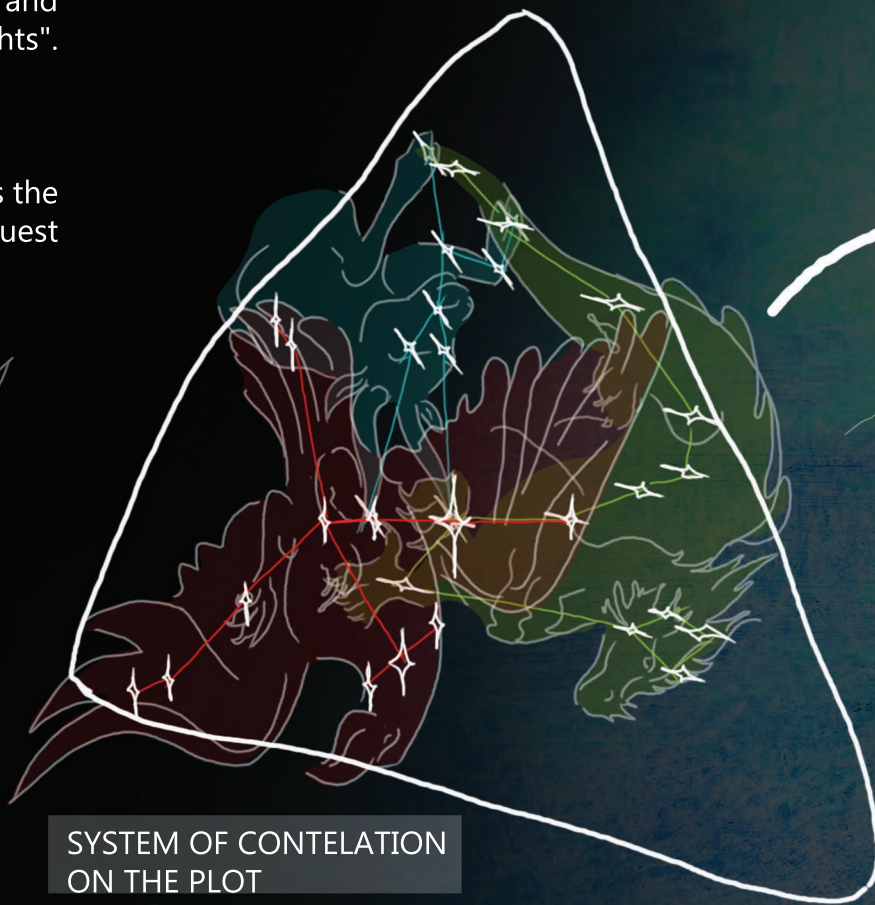 and
hts".
s the
uest
SYSTEM OF CONTELATION
ON THE PLOT